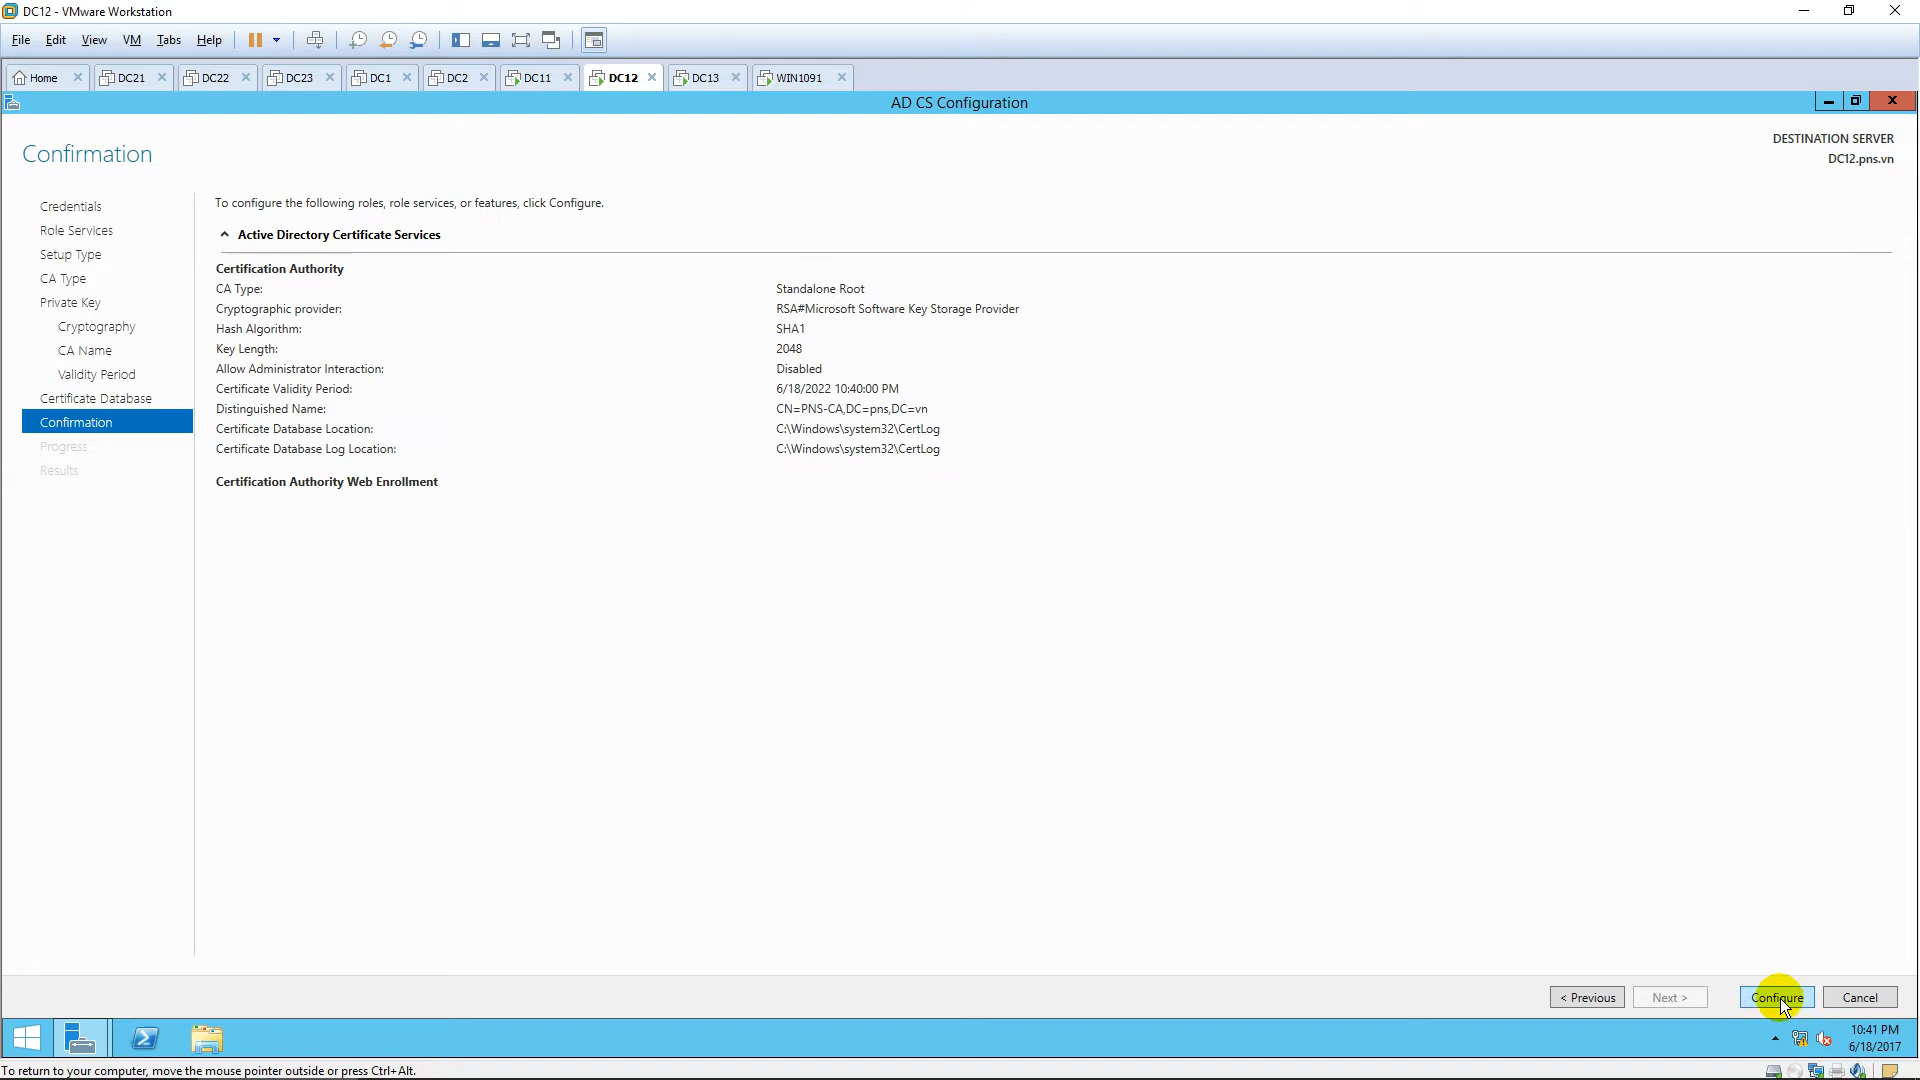 DC12 - VMware Workstation
File Edit View VM Tabs Help
Home DC21 DC22 DC23 DC1 DC2 DC11 DC12 DC13 WIN1091
AD CS Configuration
Confirmation
DESTINATION SERVER
DC12.pns.vn
Credentials
Role Services
Setup Type
CA Type
Private Key
Cryptography
CA Name
Validity Period
Certificate Database
Confirmation
Progress
Results
To configure the following roles, role services, or features, click Configure.
Active Directory Certificate Services
Certification Authority
CA Type: Standalone Root
Cryptographic provider: RSA#Microsoft Software Key Storage Provider
Hash Algorithm: SHA1
Key Length: 2048
Allow Administrator Interaction: Disabled
Certificate Validity Period: 6/18/2022 10:40:00 PM
Distinguished Name: CN=PNS-CA,DC=pns,DC=vn
Certificate Database Location: C:\Windows\system32\CertLog
Certificate Database Log Location: C:\Windows\system32\CertLog
Certification Authority Web Enrollment
< Previous Next > Configure Cancel
10:41 PM
6/18/2017
To return to your computer, move the mouse pointer outside or press Ctrl+Alt.